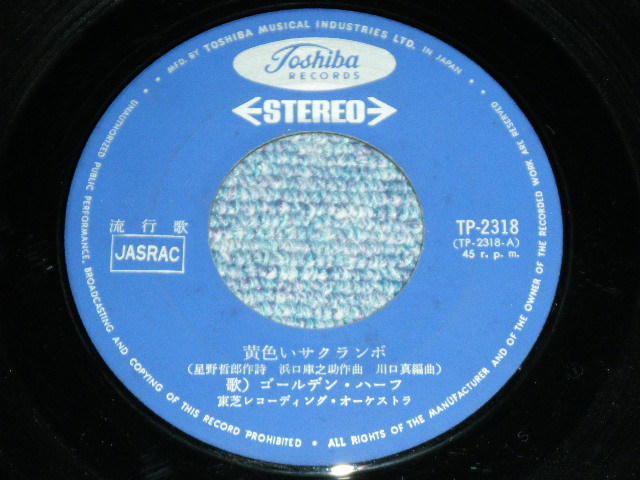 MFD. BY TOSHIBA MUSICAL INDUSTRIES LTD. IN JAPAN • ALL RIGHTS OF THE MANUFACTURER AND OF THE OWNER OF THE RECORDED WORK ARE RESERVED
UNAUTHORIZED PUBLIC PERFORMANCE, BROADCASTING AND COPYING OF THIS RECORD PROHIBITED •
Toshiba
RECORDS
STEREO
流行歌
JASRAC
TP-2318
(TP-2318-A)
45 r. p. m.
黄色いサクランボ
(星野哲郎作詩 浜口庫之助作曲 川口真編曲)
歌) ゴールデン・ハーフ
東芝レコーディング・オーケストラ